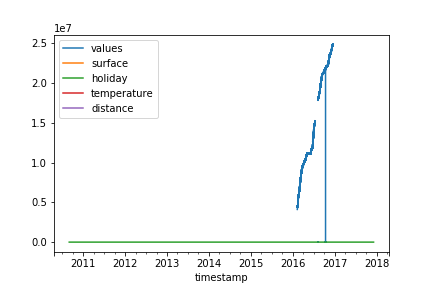 1e7
2.5
2.0
1.5
1.0
0.5
0.0
values
surface
holiday
temperature
distance
2011 2012 2013 2014 2015 2016 2017 2018
timestamp